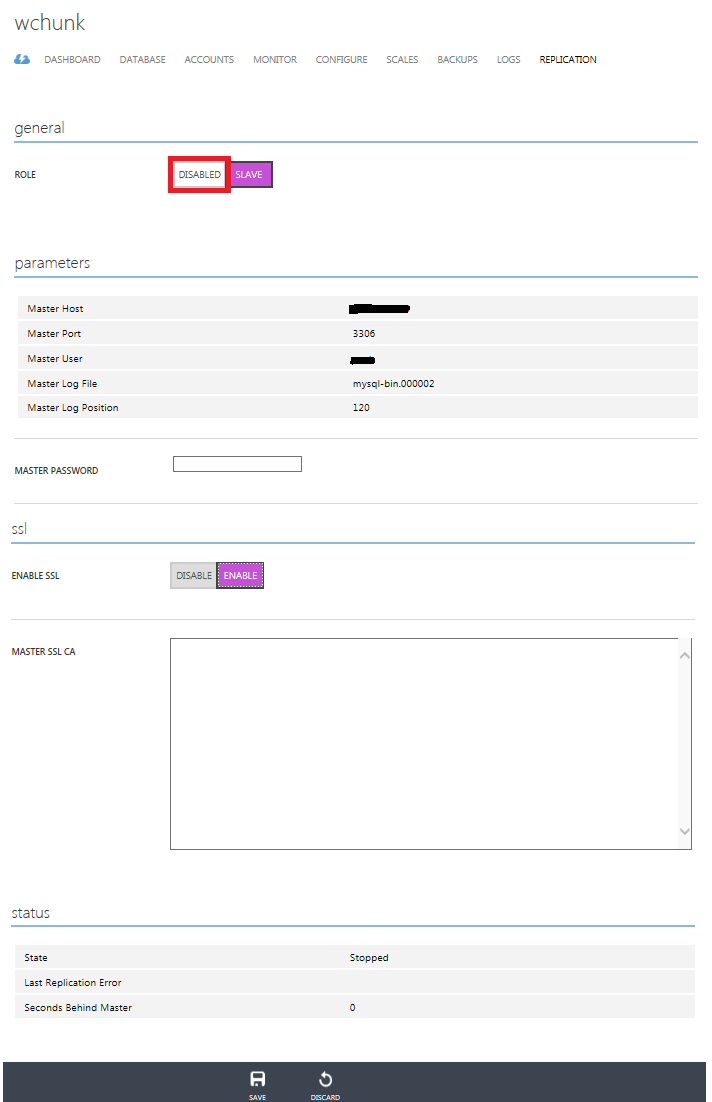 wchunk
DASHBOARD DATABASE ACCOUNTS MONITOR CONFIGURE SCALES BACKUPS LOGS REPLICATION
general
ROLE DISABLED SLAVE
parameters
Master Host
Master Port 3306
Master User
Master Log File mysql-bin.000002
Master Log Position 120
MASTER PASSWORD
ssl
ENABLE SSL DISABLE ENABLE
MASTER SSL CA
status
State Stopped
Last Replication Error
Seconds Behind Master 0
SAVE DISCARD